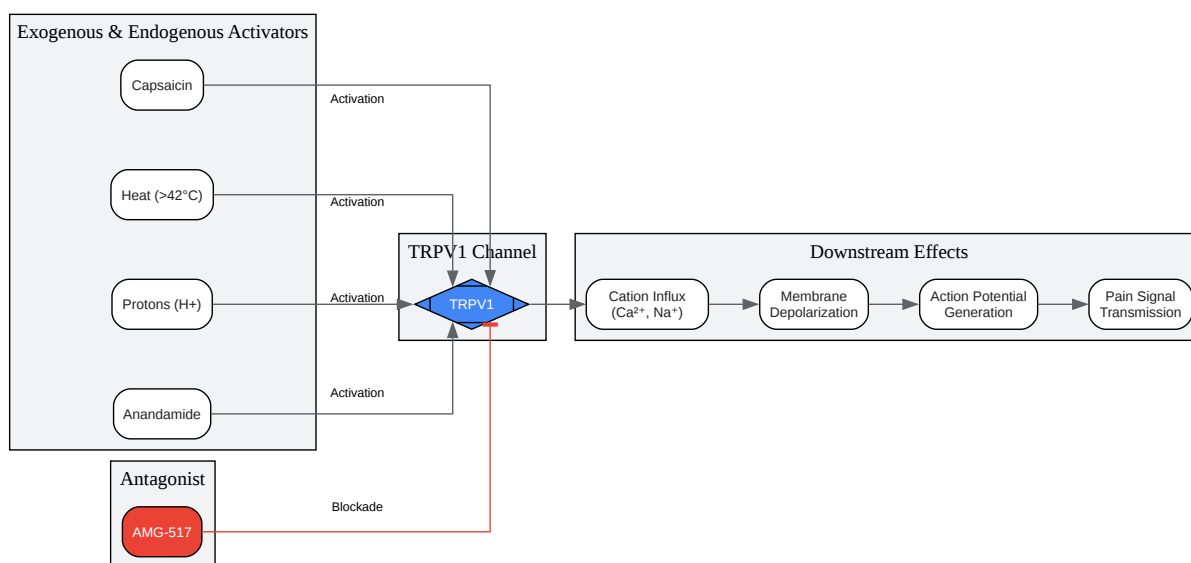 Exogenous & Endogenous Activators
Capsaicin
Activation
Heat (>42°C)
Activation
TRPV1 Channel
Downstream Effects
Protons (H+)
Activation
TRPV1
Cation Influx
(Ca²⁺, Na⁺)
Membrane
Depolarization
Action Potential
Generation
Pain Signal
Transmission
Anandamide
Activation
Antagonist
Blockade
AMG-517